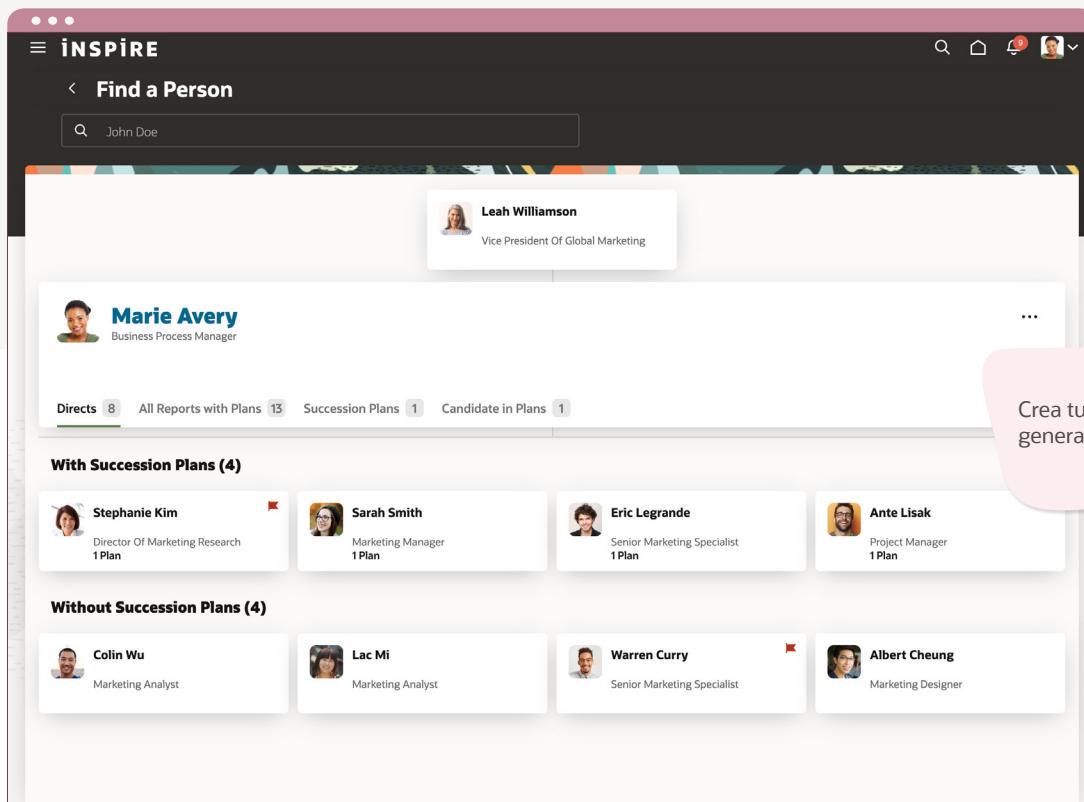 iNSPiRE
9
Find a Person
John Doe
Leah Williamson
Vice President Of Global Marketing
Marie Avery
Business Process Manager
...
Directs 8 All Reports with Plans 13 Succession Plans 1 Candidate in Plans 1
Crea tu
genera
With Succession Plans (4)
Stephanie Kim
Director Of Marketing Research
1 Plan
Sarah Smith
Marketing Manager
1 Plan
Eric Legrande
Senior Marketing Specialist
1 Plan
Ante Lisak
Project Manager
1 Plan
Without Succession Plans (4)
Colin Wu
Marketing Analyst
Lac Mi
Marketing Analyst
Warren Curry
Senior Marketing Specialist
Albert Cheung
Marketing Designer